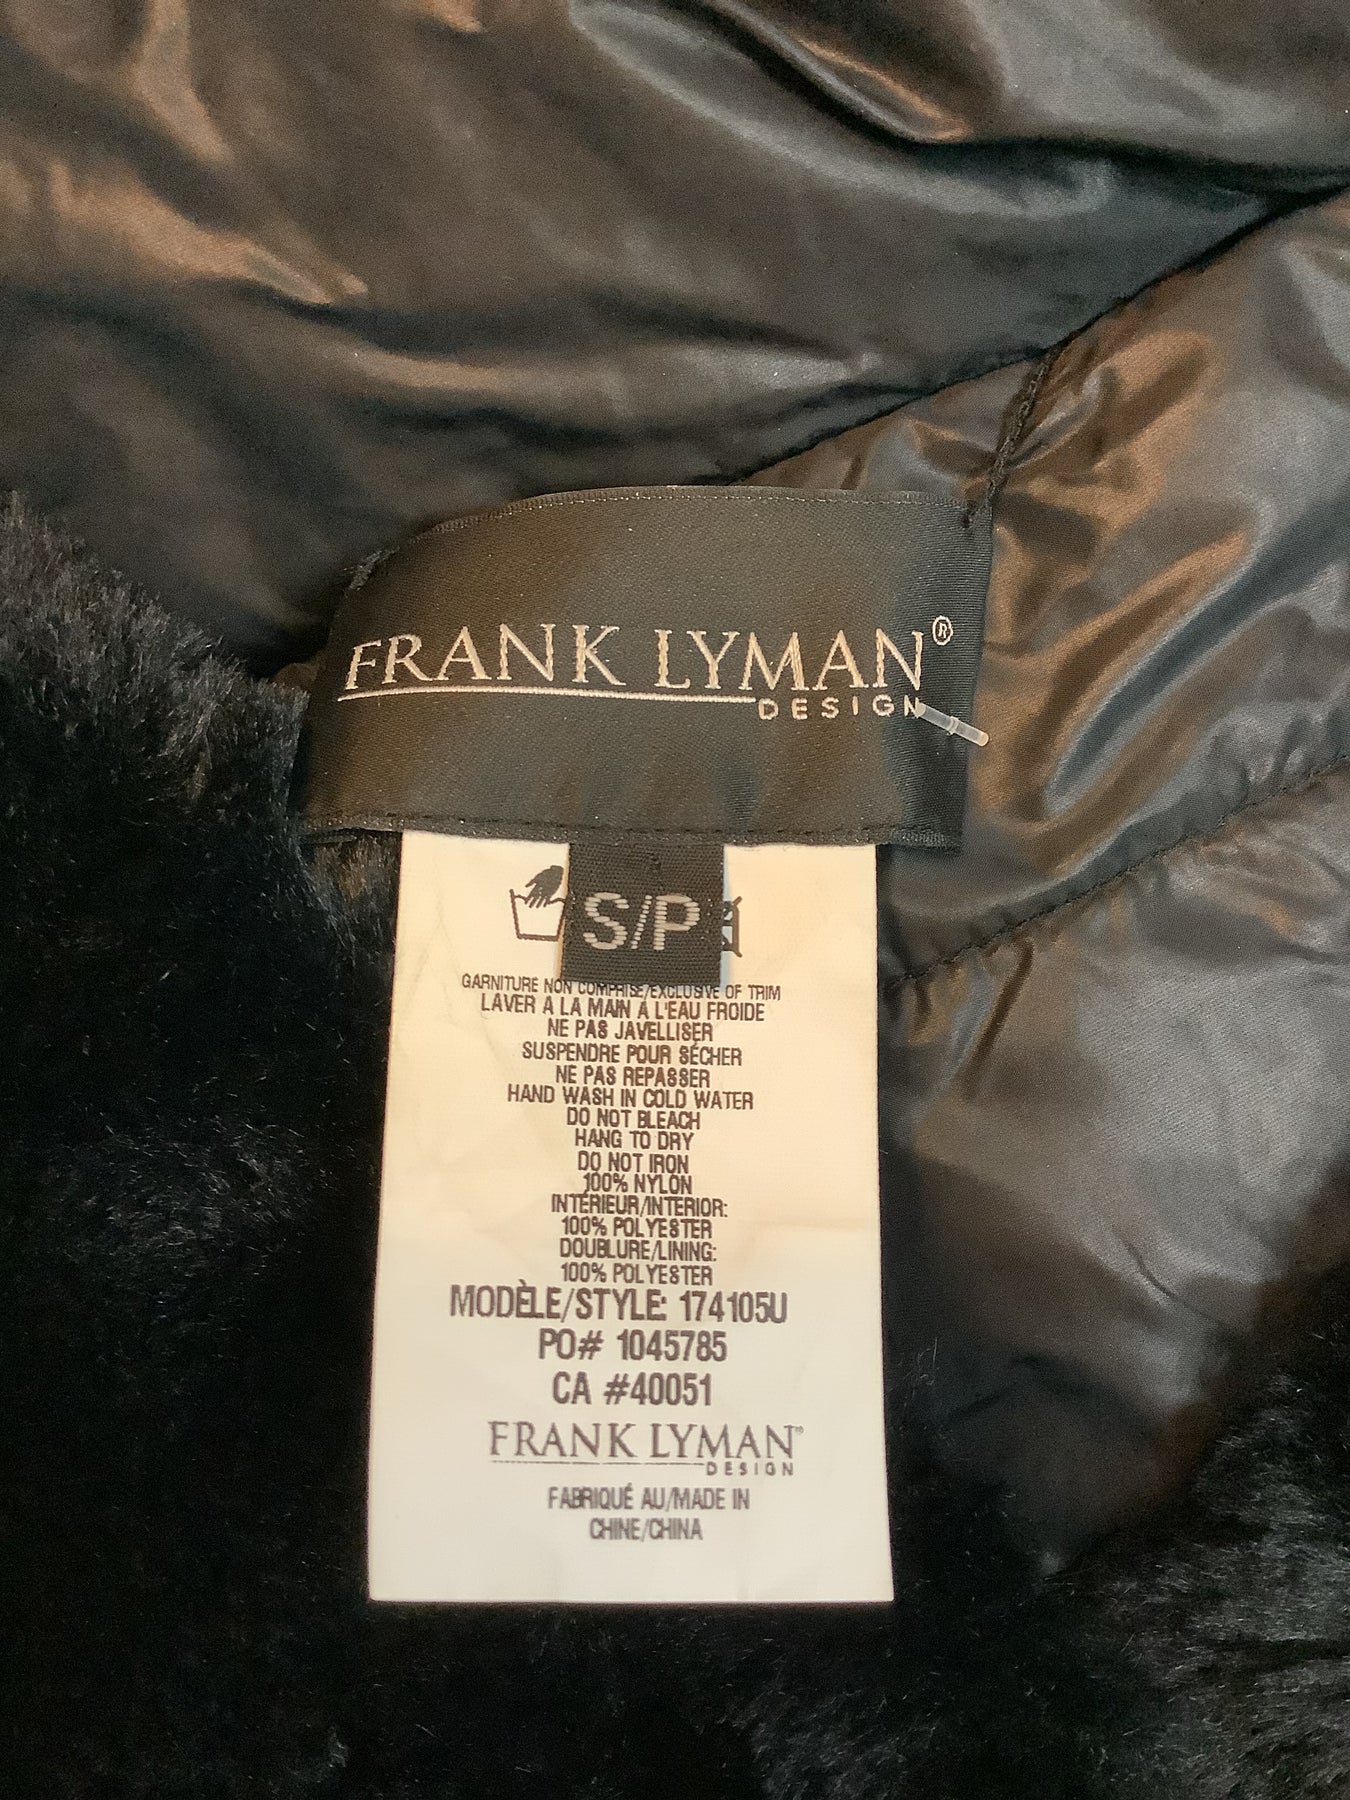 FRANK LYMAN®
DESIGN
S/P
GARNITURE NON COMPRISE/EXCLUSIVE OF TRIM
LAVER A LA MAIN A L'EAU FROIDE
NE PAS JAVELLISER
SUSPENDRE POUR SÉCHER
NE PAS REPASSER
HAND WASH IN COLD WATER
DO NOT BLEACH
HANG TO DRY
DO NOT IRON
100% NYLON
INTÉRIEUR/INTERIOR:
100% POLYESTER
DOUBLURE/LINING:
100% POLYESTER
MODÈLE/STYLE: 174105U
PO# 1045785
CA #40051
FRANK LYMAN®
DESIGN
FABRIQUÉ AU/MADE IN
CHINE/CHINA